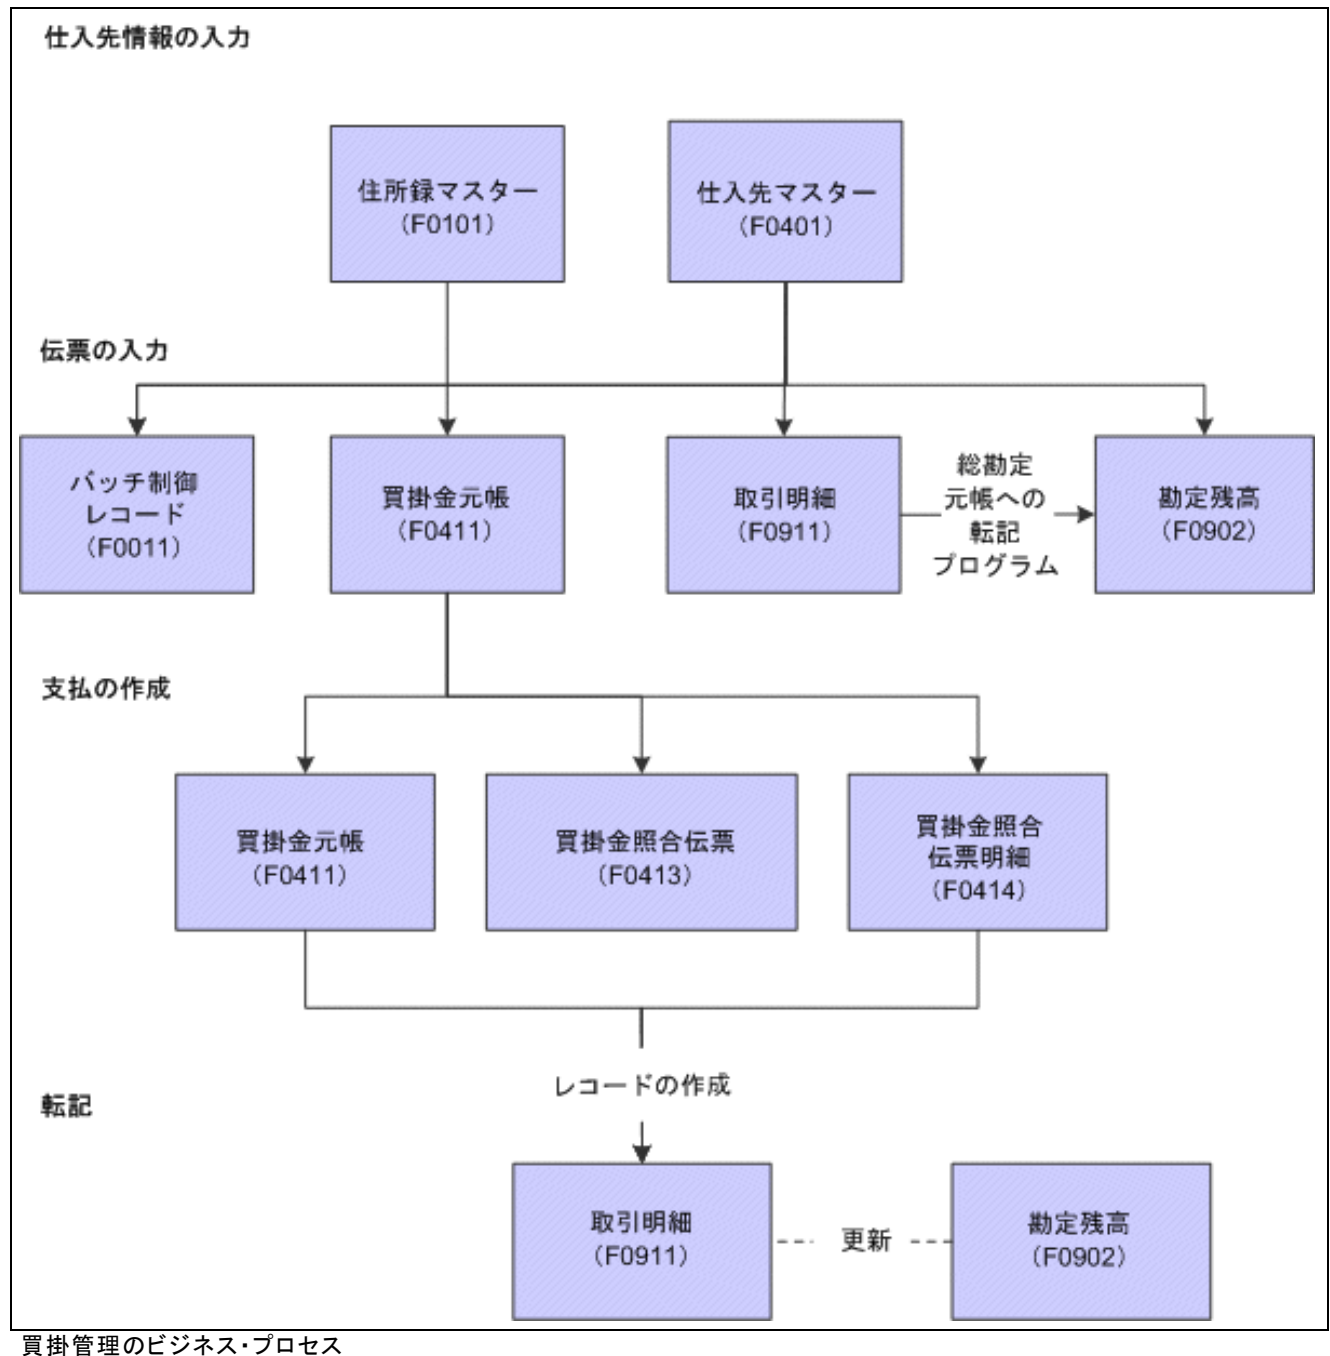 仕入先情報の入力
住所録マスター
（F0101）
仕入先マスター
（F0401）
伝票の入力
バッチ制御
レコード
（F0011）
買掛金元帳
（F0411）
取引明細
（F0911）
総勘定
元帳への
転記
プログラム
勘定残高
（F0902）
支払の作成
買掛金元帳
（F0411）
買掛金照合伝票
（F0413）
買掛金照合
伝票明細
（F0414）
レコードの作成
転記
取引明細
（F0911）
更新
勘定残高
（F0902）
買掛管理のビジネス・プロセス